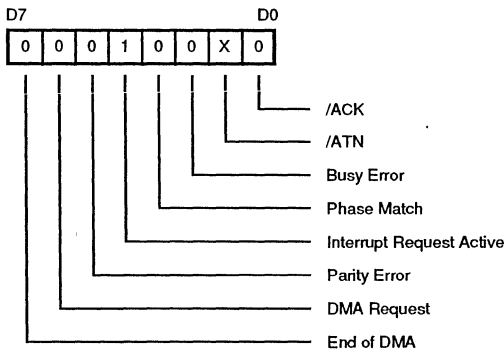 D7 D0
0 0 0 1 0 0 X 0
/ACK
/ATN
Busy Error
Phase Match
Interrupt Request Active
Parity Error
DMA Request
End of DMA